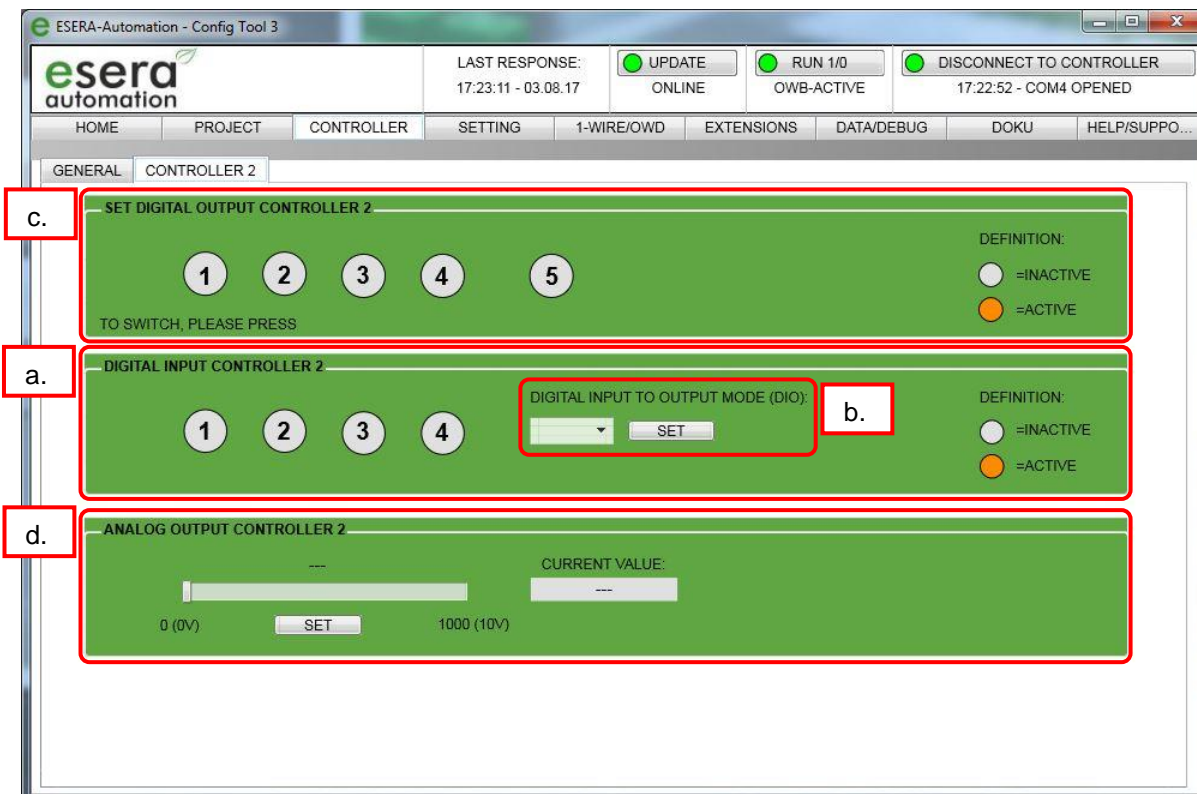 ESERA-Automation - Config Tool 3
esera
automation
LAST RESPONSE:
17:23:11 - 03.08.17
UPDATE
ONLINE
RUN 1/0
OWB-ACTIVE
DISCONNECT TO CONTROLLER
17:22:52 - COM4 OPENED
HOME PROJECT CONTROLLER SETTING 1-WIRE/OWD EXTENSIONS DATA/DEBUG DOKU HELP/SUPPO...
GENERAL CONTROLLER 2
c.
SET DIGITAL OUTPUT CONTROLLER 2
1 2 3 4 5
TO SWITCH, PLEASE PRESS
DEFINITION:
=INACTIVE
=ACTIVE
a.
DIGITAL INPUT CONTROLLER 2
1 2 3 4
DIGITAL INPUT TO OUTPUT MODE (DIO):
SET
b.
DEFINITION:
=INACTIVE
=ACTIVE
d.
ANALOG OUTPUT CONTROLLER 2
---
0 (0V) SET 1000 (10V)
CURRENT VALUE:
---